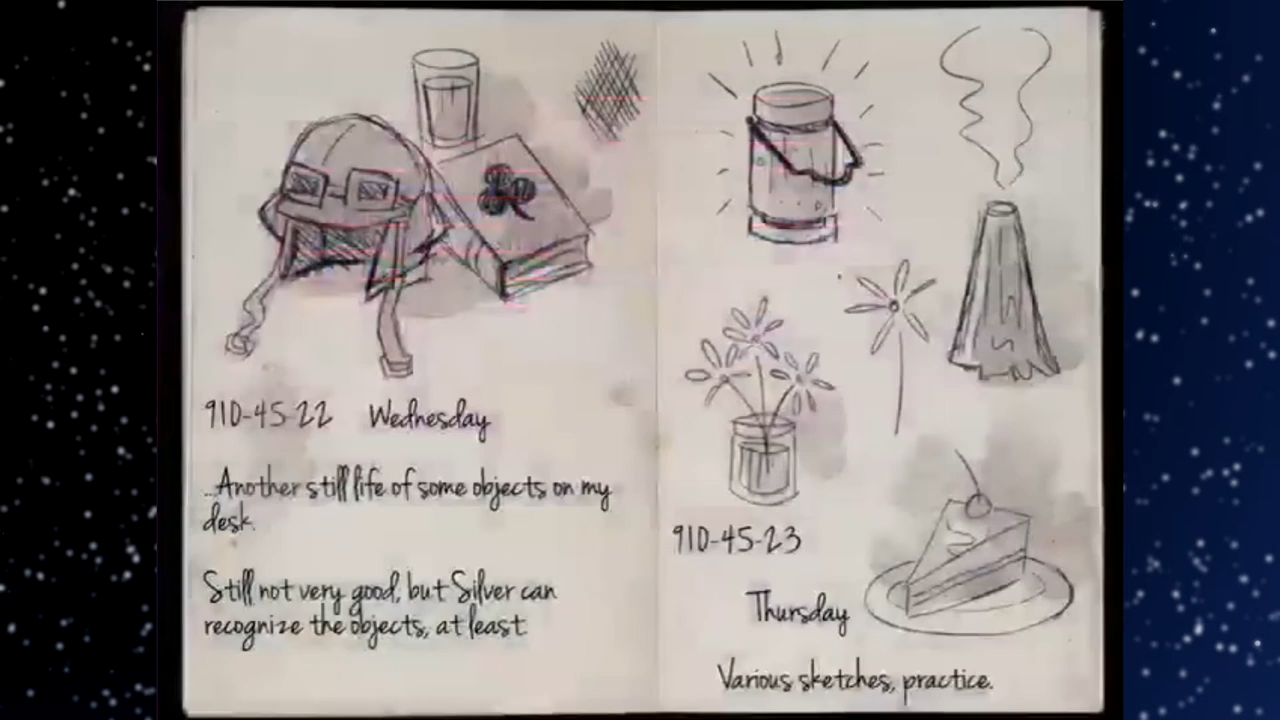 910-45-22 Wednesday
...Another still life of some objects on my
desk.
Still not very good, but Silver can
recognize the objects, at least.
910-45-23
Thursday
Various sketches, practice.